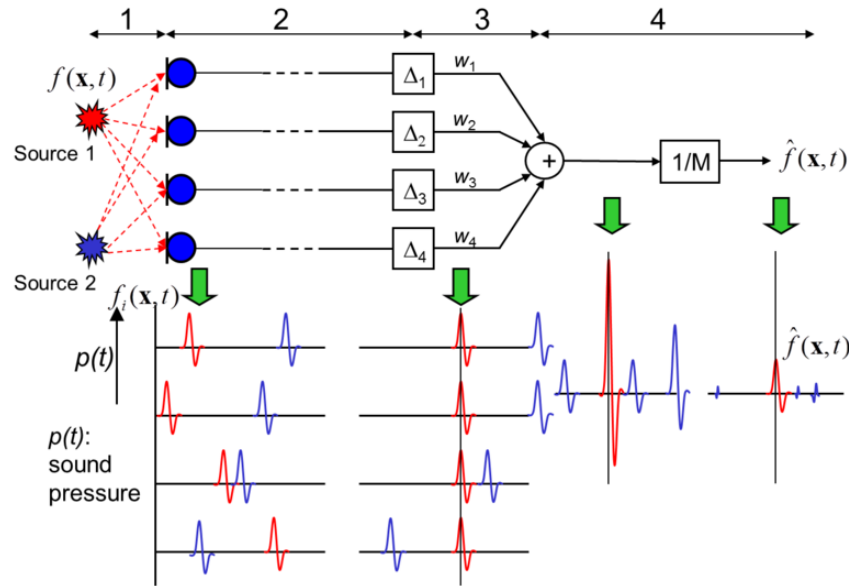 1 2 3 4
f(x,t)
Source 1
Source 2
Δ1 w1
Δ2 w2
Δ3 w3
Δ4 w4
+
1/M
f̂(x,t)
fi(x,t)
p(t)
p(t):
sound
pressure
f̂(x,t)